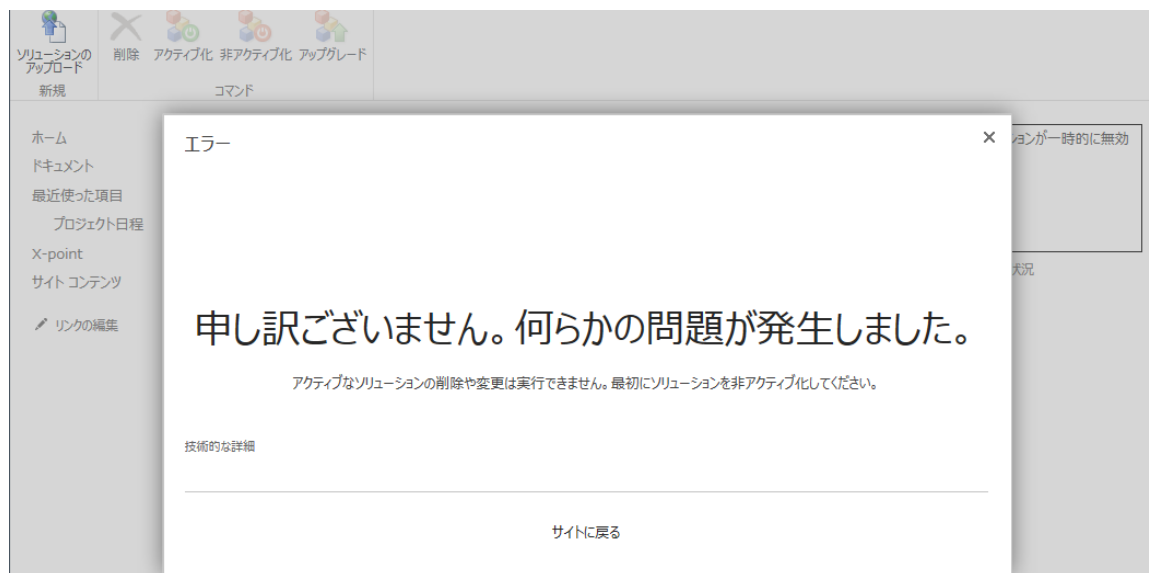 ソリューションの
アップロード
削除
アクティブ化
非アクティブ化
アップグレード
新規
コマンド
ホーム
ドキュメント
最近使った項目
プロジェクト日程
X-point
サイト コンテンツ
リンクの編集
エラー
ションが一時的に無効
状況
申し訳ございません。何らかの問題が発生しました。
アクティブなソリューションの削除や変更は実行できません。最初にソリューションを非アクティブ化してください。
技術的な詳細
サイトに戻る